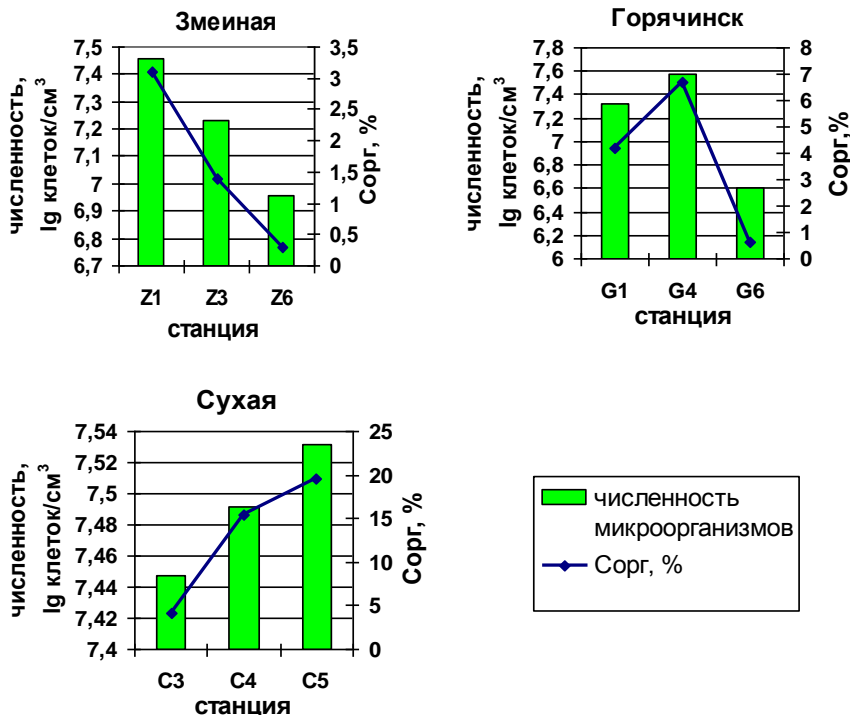 Змеиная
численность,
lg клеток/см³
7,5
7,4
7,3
7,2
7,1
7
6,9
6,8
6,7
3,5
3
2,5
2
1,5
1
0,5
0
Сорг, %
Z1 Z3 Z6
станция
Горячинск
численность,
lg клеток/см³
7,8
7,6
7,4
7,2
7
6,8
6,6
6,4
6,2
6
8
7
6
5
4
3
2
1
0
Сорг,%
G1 G4 G6
станция
Сухая
численность,
lg клеток/см³
7,54
7,52
7,5
7,48
7,46
7,44
7,42
7,4
25
20
15
10
5
0
Сорг, %
С3 С4 С5
станция
численность
микроорганизмов
Сорг, %